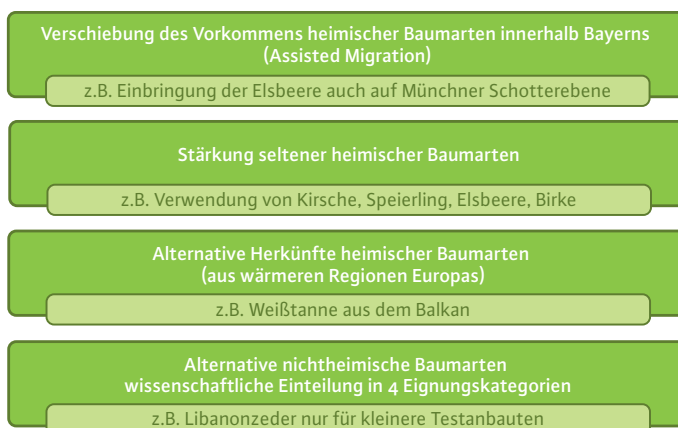 Verschiebung des Vorkommens heimischer Baumarten innerhalb Bayerns
(Assisted Migration)
z.B. Einbringung der Elsbeere auch auf Münchner Schotterebene
Stärkung seltener heimischer Baumarten
z.B. Verwendung von Kirsche, Speierling, Elsbeere, Birke
Alternative Herkünfte heimischer Baumarten
(aus wärmeren Regionen Europas)
z.B. Weißtanne aus dem Balkan
Alternative nichtheimische Baumarten
wissenschaftliche Einteilung in 4 Eignungskategorien
z.B. Libanonzeder nur für kleinere Testanbauten